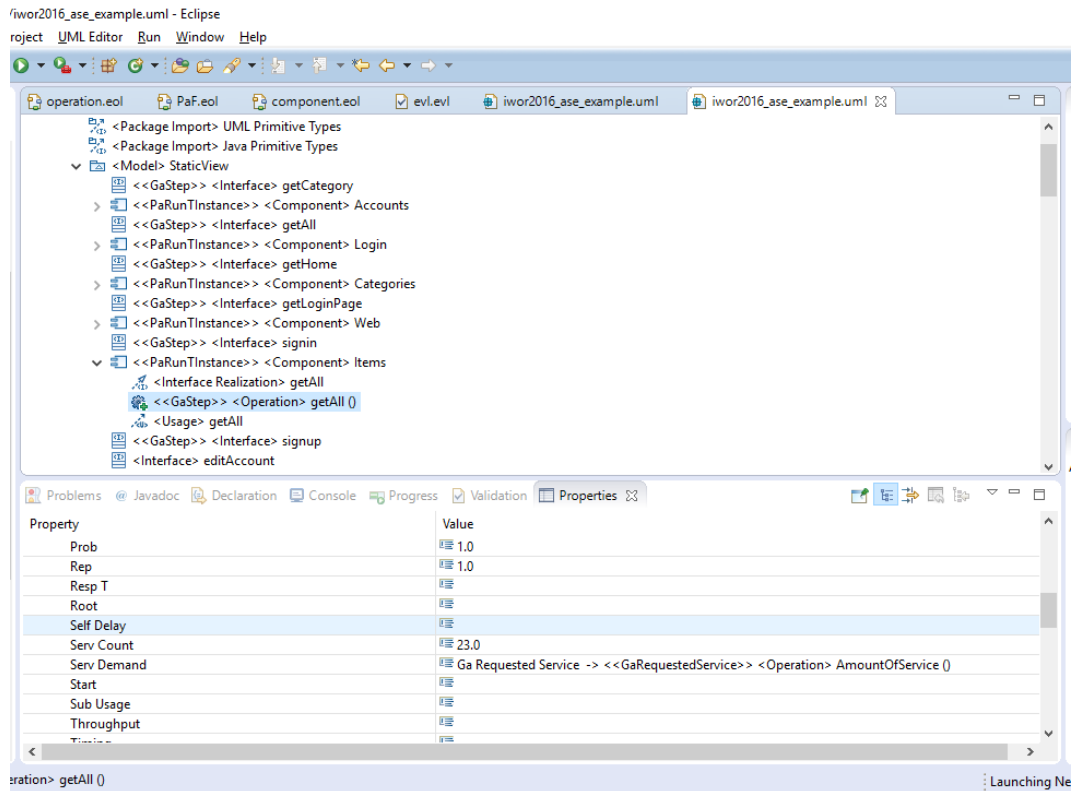 /iwor2016_ase_example.uml - Eclipse
roject UML Editor Run Window Help
operation.eol PaF.eol component.eol evl.evl iwor2016_ase_example.uml iwor2016_ase_example.uml
<Package Import> UML Primitive Types
<Package Import> Java Primitive Types
<Model> StaticView
<<GaStep>> <Interface> getCategory
<<PaRunTInstance>> <Component> Accounts
<<GaStep>> <Interface> getAll
<<PaRunTInstance>> <Component> Login
<<GaStep>> <Interface> getHome
<<PaRunTInstance>> <Component> Categories
<<GaStep>> <Interface> getLoginPage
<<PaRunTInstance>> <Component> Web
<<GaStep>> <Interface> signin
<<PaRunTInstance>> <Component> Items
<Interface Realization> getAll
<<GaStep>> <Operation> getAll ()
<Usage> getAll
<<GaStep>> <Interface> signup
<Interface> editAccount
Problems @ Javadoc Declaration Console Progress Validation Properties
Property Value
Prob 1.0
Rep 1.0
Resp T
Root
Self Delay
Serv Count 23.0
Serv Demand Ga Requested Service -> <<GaRequestedService>> <Operation> AmountOfService ()
Start
Sub Usage
Throughput
Timing
eration> getAll () Launching Ne